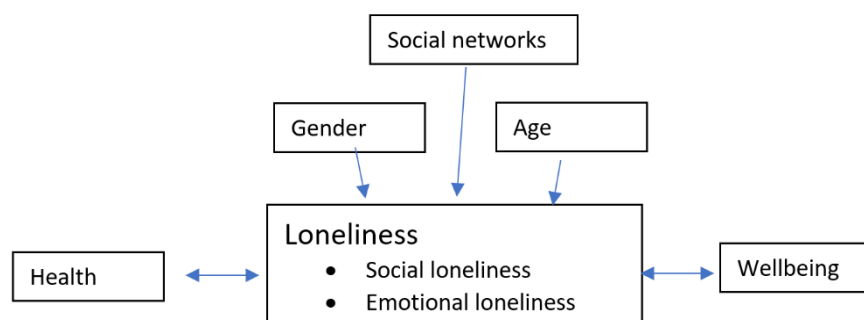 Social networks
Gender
Age
Loneliness
• Social loneliness
• Emotional loneliness
Health
Wellbeing